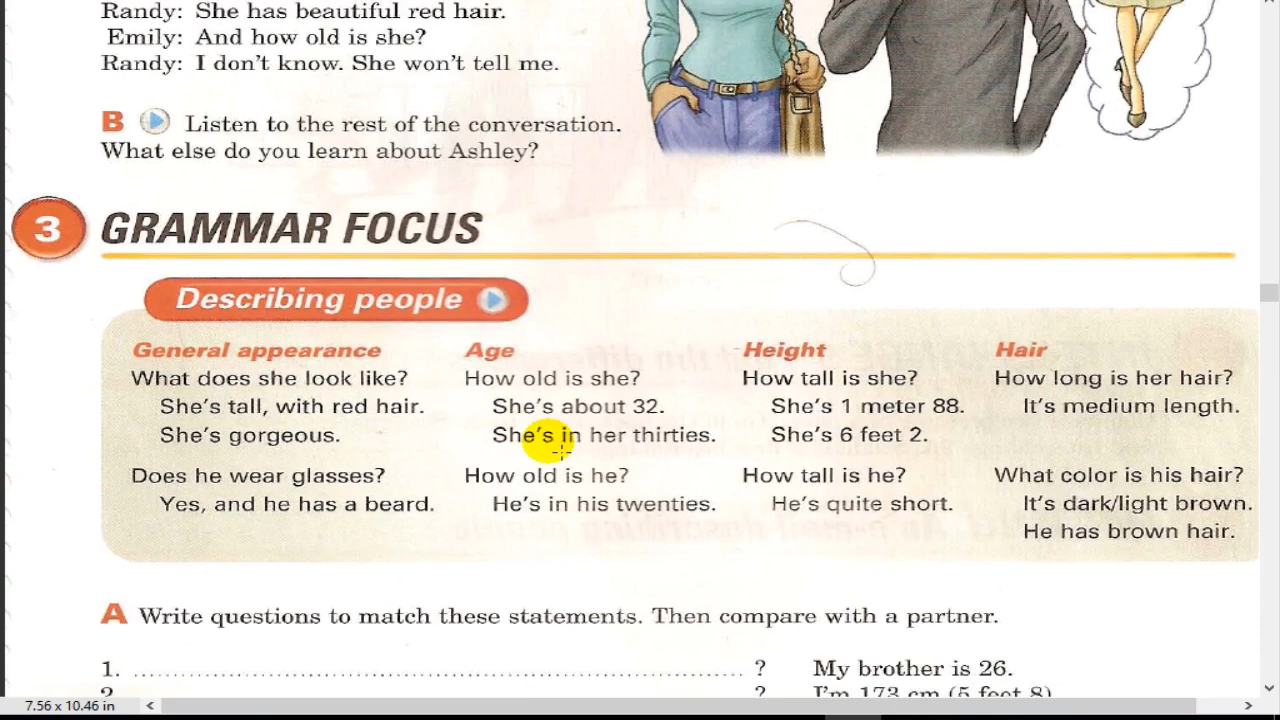 Randy: She has beautiful red hair.
Emily: And how old is she?
Randy: I don't know. She won't tell me.
B Listen to the rest of the conversation.
What else do you learn about Ashley?
3 GRAMMAR FOCUS
Describing people
General appearance
What does she look like?
She's tall, with red hair.
She's gorgeous.
Does he wear glasses?
Yes, and he has a beard.
Age
How old is she?
She's about 32.
She's in her thirties.
How old is he?
He's in his twenties.
Height
How tall is she?
She's 1 meter 88.
She's 6 feet 2.
How tall is he?
He's quite short.
Hair
How long is her hair?
It's medium length.
What color is his hair?
It's dark/light brown.
He has brown hair.
A Write questions to match these statements. Then compare with a partner.
1. ? My brother is 26.
2. ? I'm 173 cm (5 feet 8).
7.56 x 10.46 in